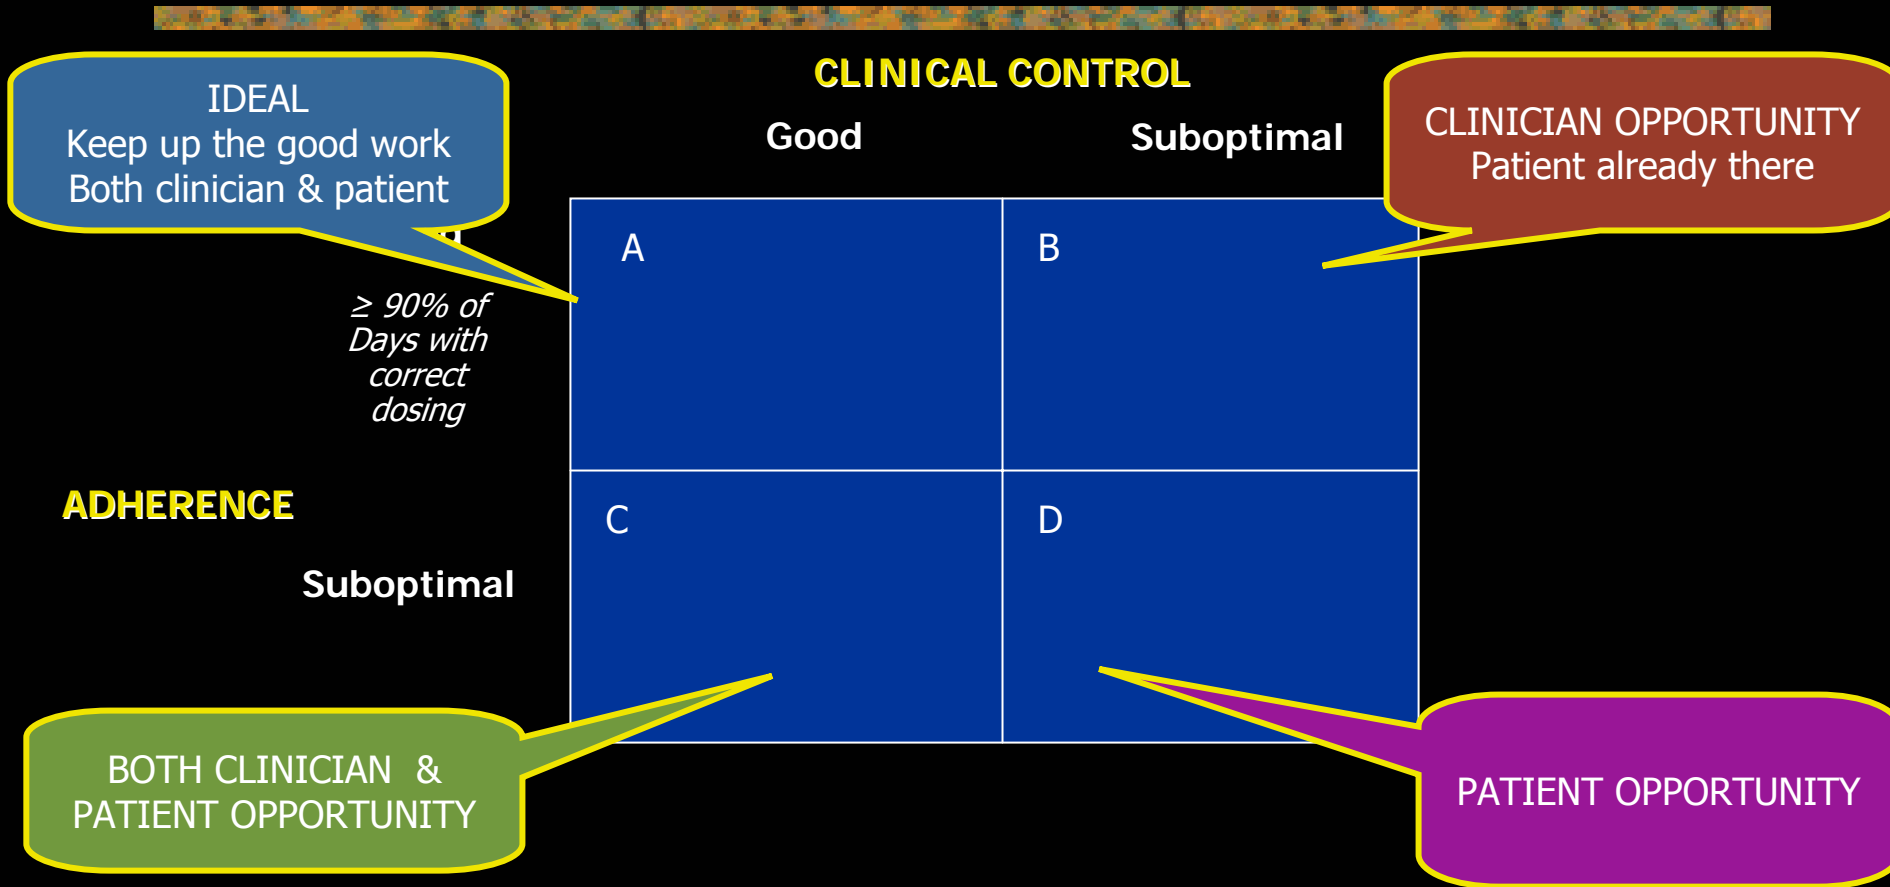 CLINICAL CONTROL
IDEAL
Keep up the good work
Both clinician & patient
Good
Suboptimal
CLINICIAN OPPORTUNITY
Patient already there
A
B
≥ 90% of
Days with
correct
dosing
ADHERENCE
Suboptimal
C
D
BOTH CLINICIAN &
PATIENT OPPORTUNITY
PATIENT OPPORTUNITY